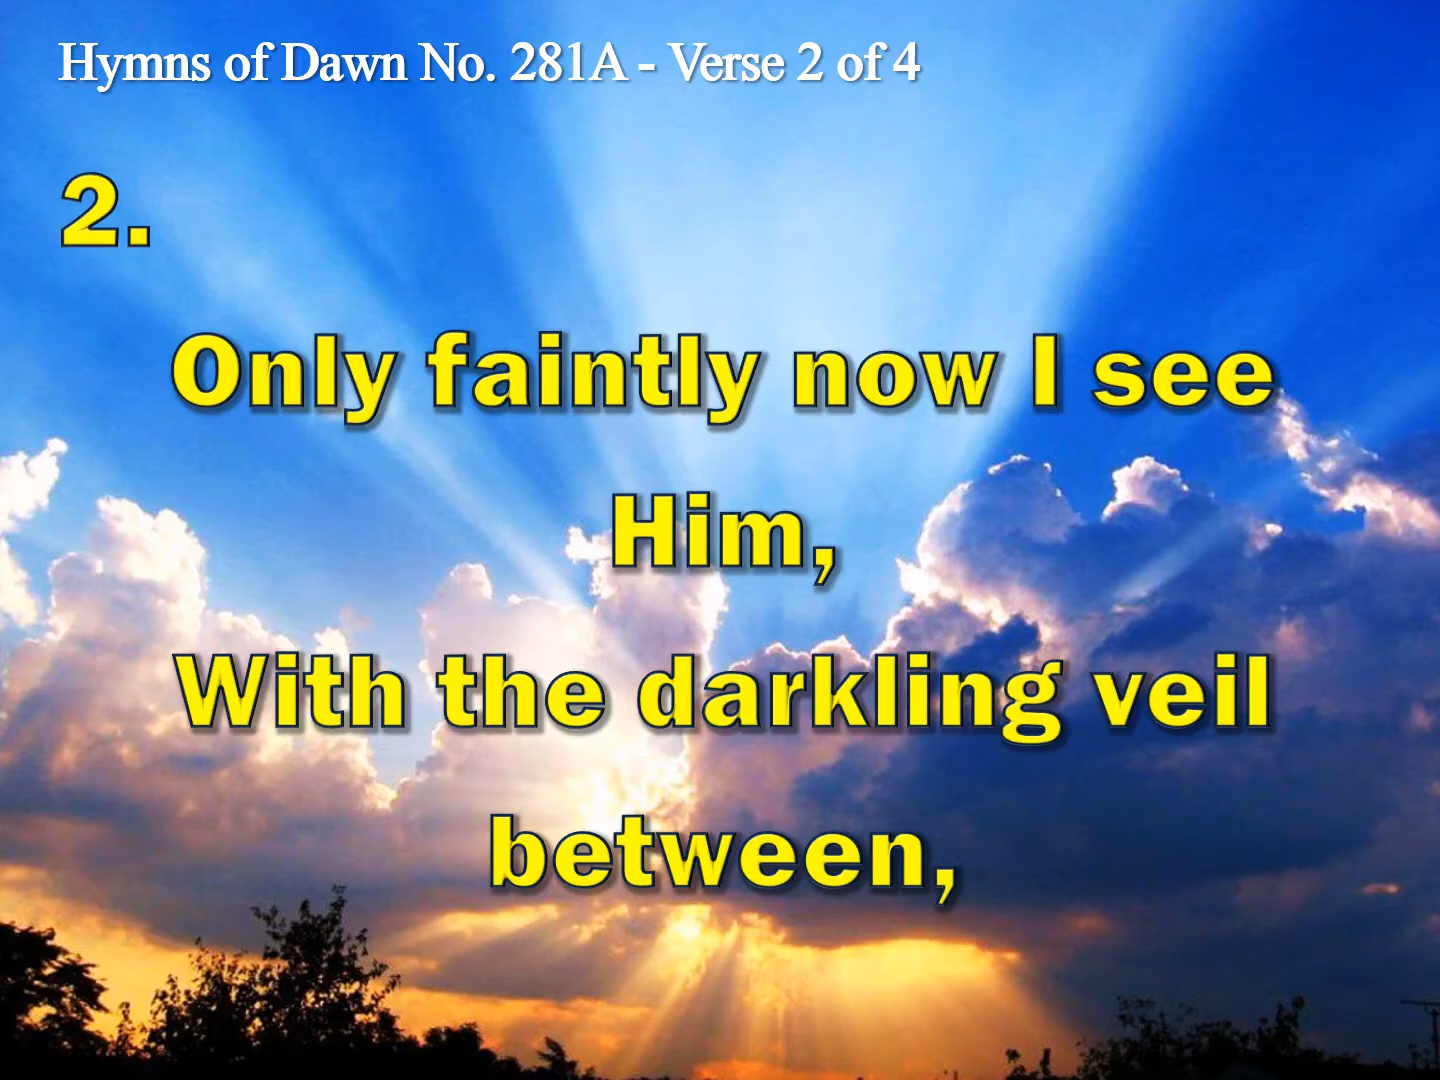 Hymns of Dawn No. 281A - Verse 2 of 4
2.
Only faintly now I see
Him,
With the darkling veil
between,